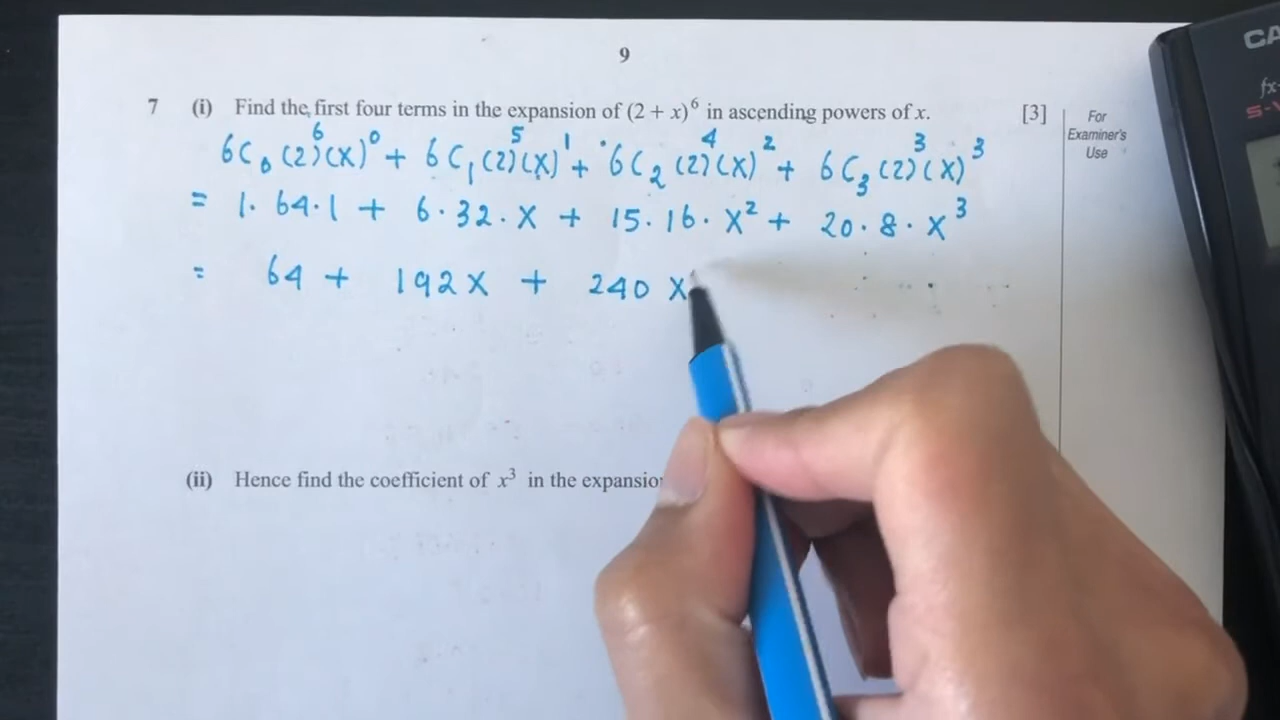 9
7 (i) Find the first four terms in the expansion of (2 + x)⁶ in ascending powers of x. [3]
For
Examiner's
Use
6C₀(2)⁶(x)⁰ + 6C₁(2)⁵(x)¹ + 6C₂(2)⁴(x)² + 6C₃(2)³(x)³
= 1·64·1 + 6·32·x + 15·16·x² + 20·8·x³
= 64 + 192x + 240x
(ii) Hence find the coefficient of x³ in the
CA
fx-